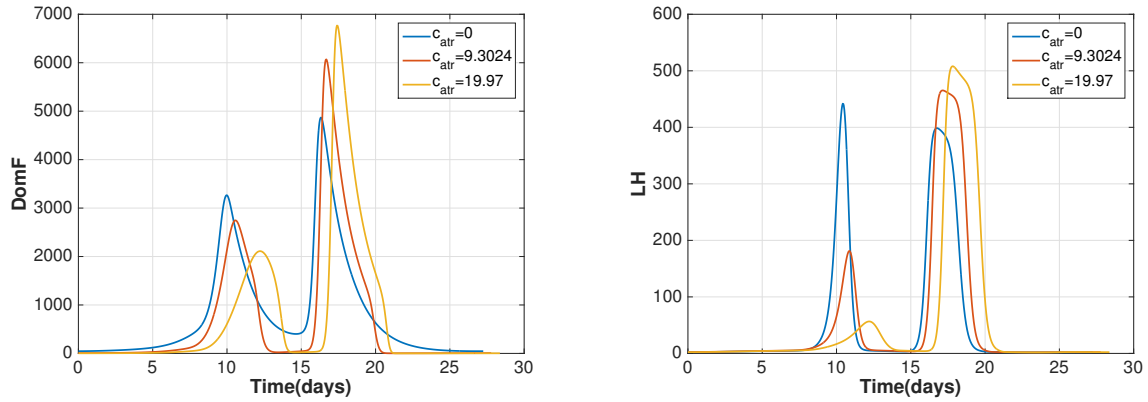 7000
6000
5000
4000
3000
2000
1000
0
DomF
0 5 10 15 20 25 30
Time(days)
c_atr=0
c_atr=9.3024
c_atr=19.97
600
500
400
300
200
100
0
LH
0 5 10 15 20 25 30
Time(days)
c_atr=0
c_atr=9.3024
c_atr=19.97